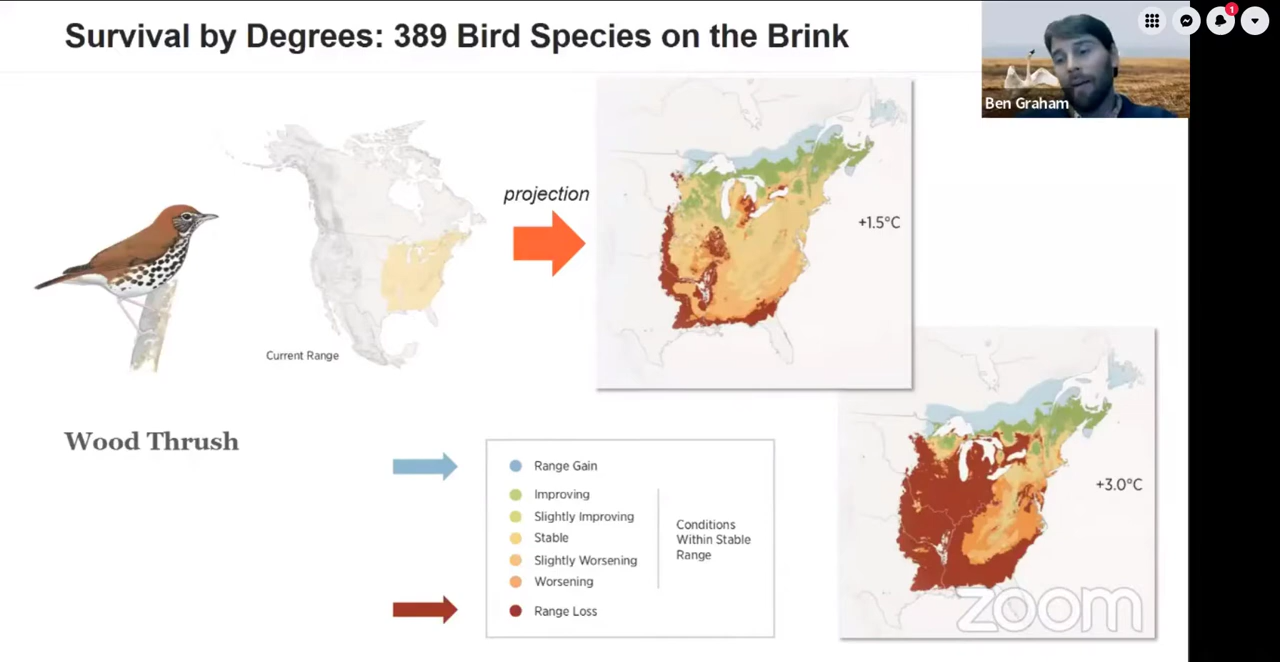 Survival by Degrees: 389 Bird Species on the Brink
1
Ben Graham
projection
+1.5°C
Current Range
+3.0°C
Wood Thrush
Range Gain
Improving
Slightly Improving
Stable
Slightly Worsening
Worsening
Range Loss
Conditions
Within Stable
Range
zoom